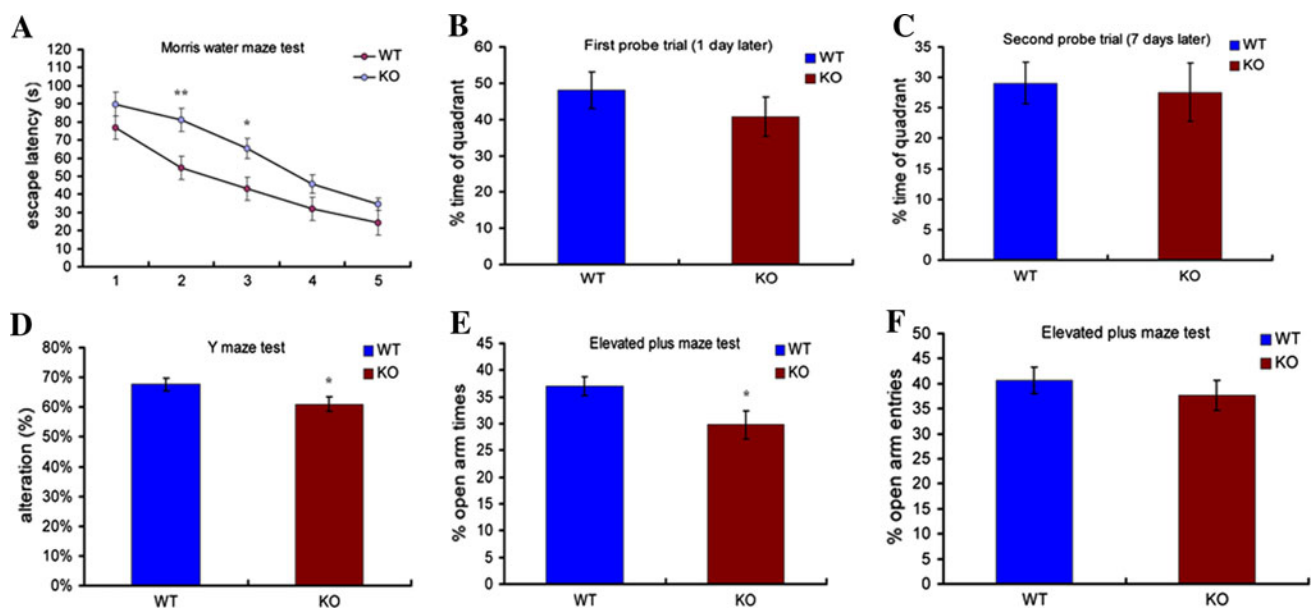 A
Morris water maze test
WT
KO
escape latency (s)
120
110
100
90
80
70
60
50
40
30
20
10
0
**
*
1 2 3 4 5
B
First probe trial (1 day later)
WT
KO
% time of quadrant
60
50
40
30
20
10
0
WT KO
C
Second probe trial (7 days later)
WT
KO
% time of quadrant
35
30
25
20
15
10
5
0
WT KO
D
Y maze test
WT
KO
alteration (%)
80%
70%
60%
50%
40%
30%
20%
10%
0%
*
WT KO
E
Elevated plus maze test
WT
KO
% open arm times
45
40
35
30
25
20
15
10
5
0
*
WT KO
F
Elevated plus maze test
WT
KO
% open arm entries
50
45
40
35
30
25
20
15
10
5
0
WT KO